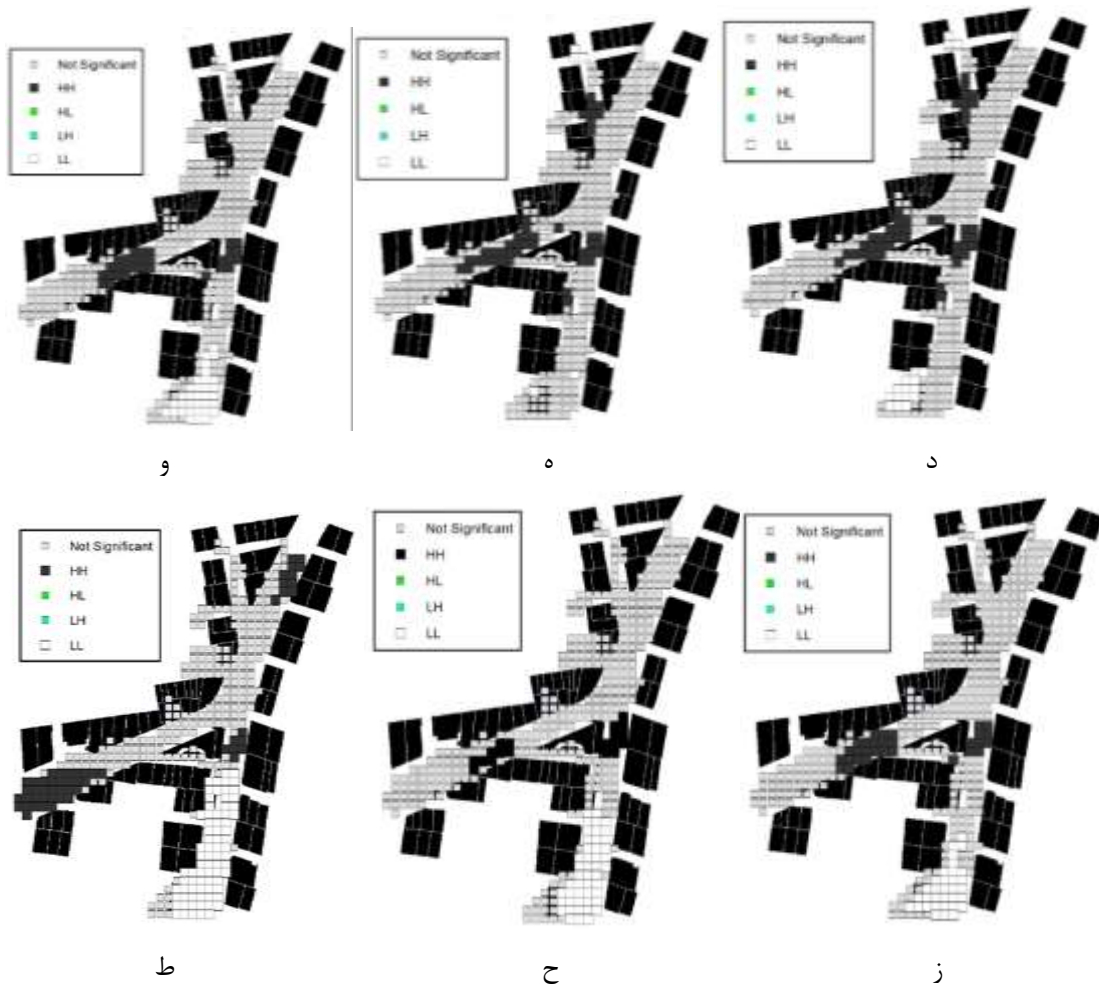 Not Significant
HH
HL
LH
LL
Not Significant
HH
HL
LH
LL
Not Significant
HH
HL
LH
LL
د
ه
و
Not Significant
HH
HL
LH
LL
Not Significant
HH
HL
LH
LL
Not Significant
HH
HL
LH
LL
ز
ح
ط